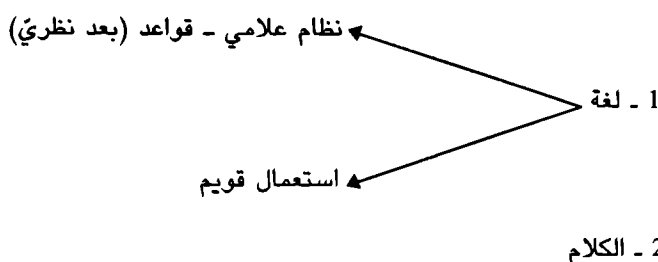 نظام علامي ـ قواعد (بعد نظريّ)
1 ـ لغة
استعمال قويم
2 ـ الكلام